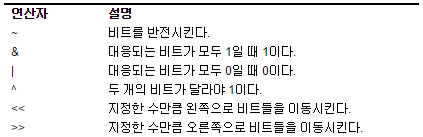 연산자 설명
~ 비트를 반전시킨다.
& 대응되는 비트가 모두 1일 때 1이다.
| 대응되는 비트가 모두 0일 때 0이다.
^ 두 개의 비트가 달라야 1이다.
<< 지정한 수만큼 왼쪽으로 비트들을 이동시킨다.
>> 지정한 수만큼 오른쪽으로 비트들을 이동시킨다.